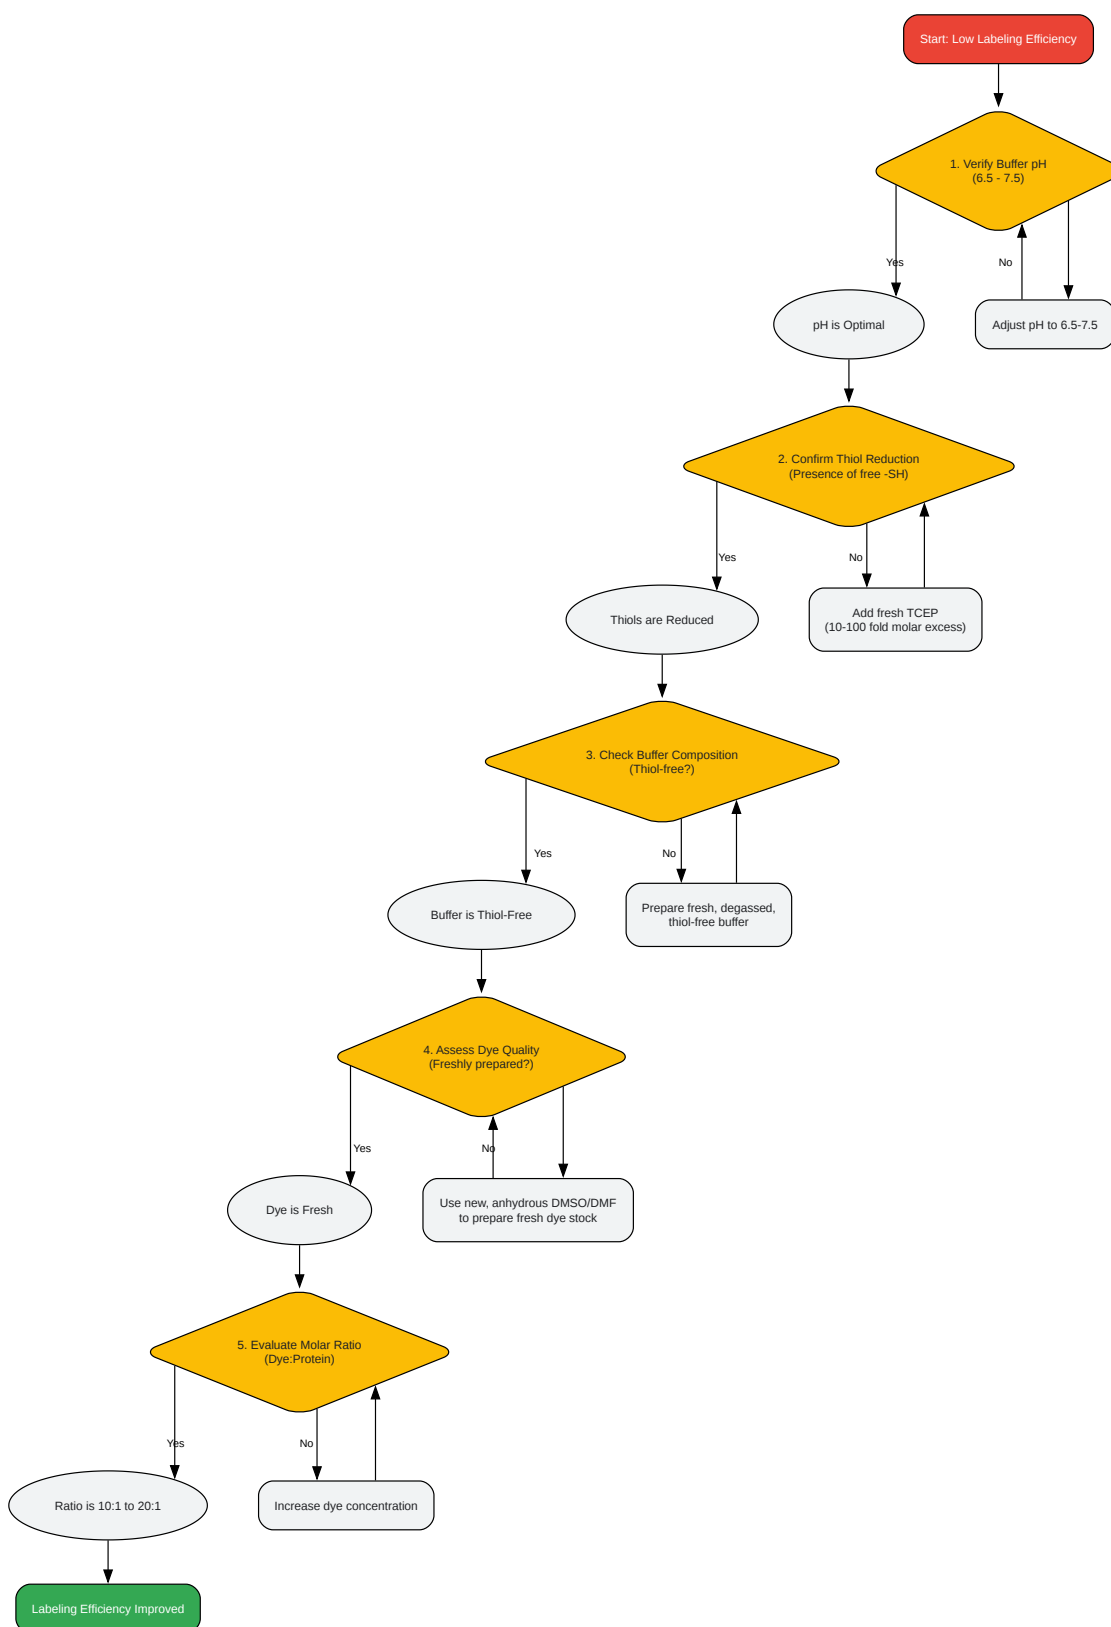 Start: Low Labeling Efficiency
1. Verify Buffer pH
(6.5 - 7.5)
Yes
No
pH is Optimal
Adjust pH to 6.5-7.5
2. Confirm Thiol Reduction
(Presence of free -SH)
Yes
No
Thiols are Reduced
Add fresh TCEP
(10-100 fold molar excess)
3. Check Buffer Composition
(Thiol-free?)
Yes
No
Buffer is Thiol-Free
Prepare fresh, degassed,
thiol-free buffer
4. Assess Dye Quality
(Freshly prepared?)
Yes
No
Dye is Fresh
Use new, anhydrous DMSO/DMF
to prepare fresh dye stock
5. Evaluate Molar Ratio
(Dye:Protein)
Yes
No
Ratio is 10:1 to 20:1
Increase dye concentration
Labeling Efficiency Improved